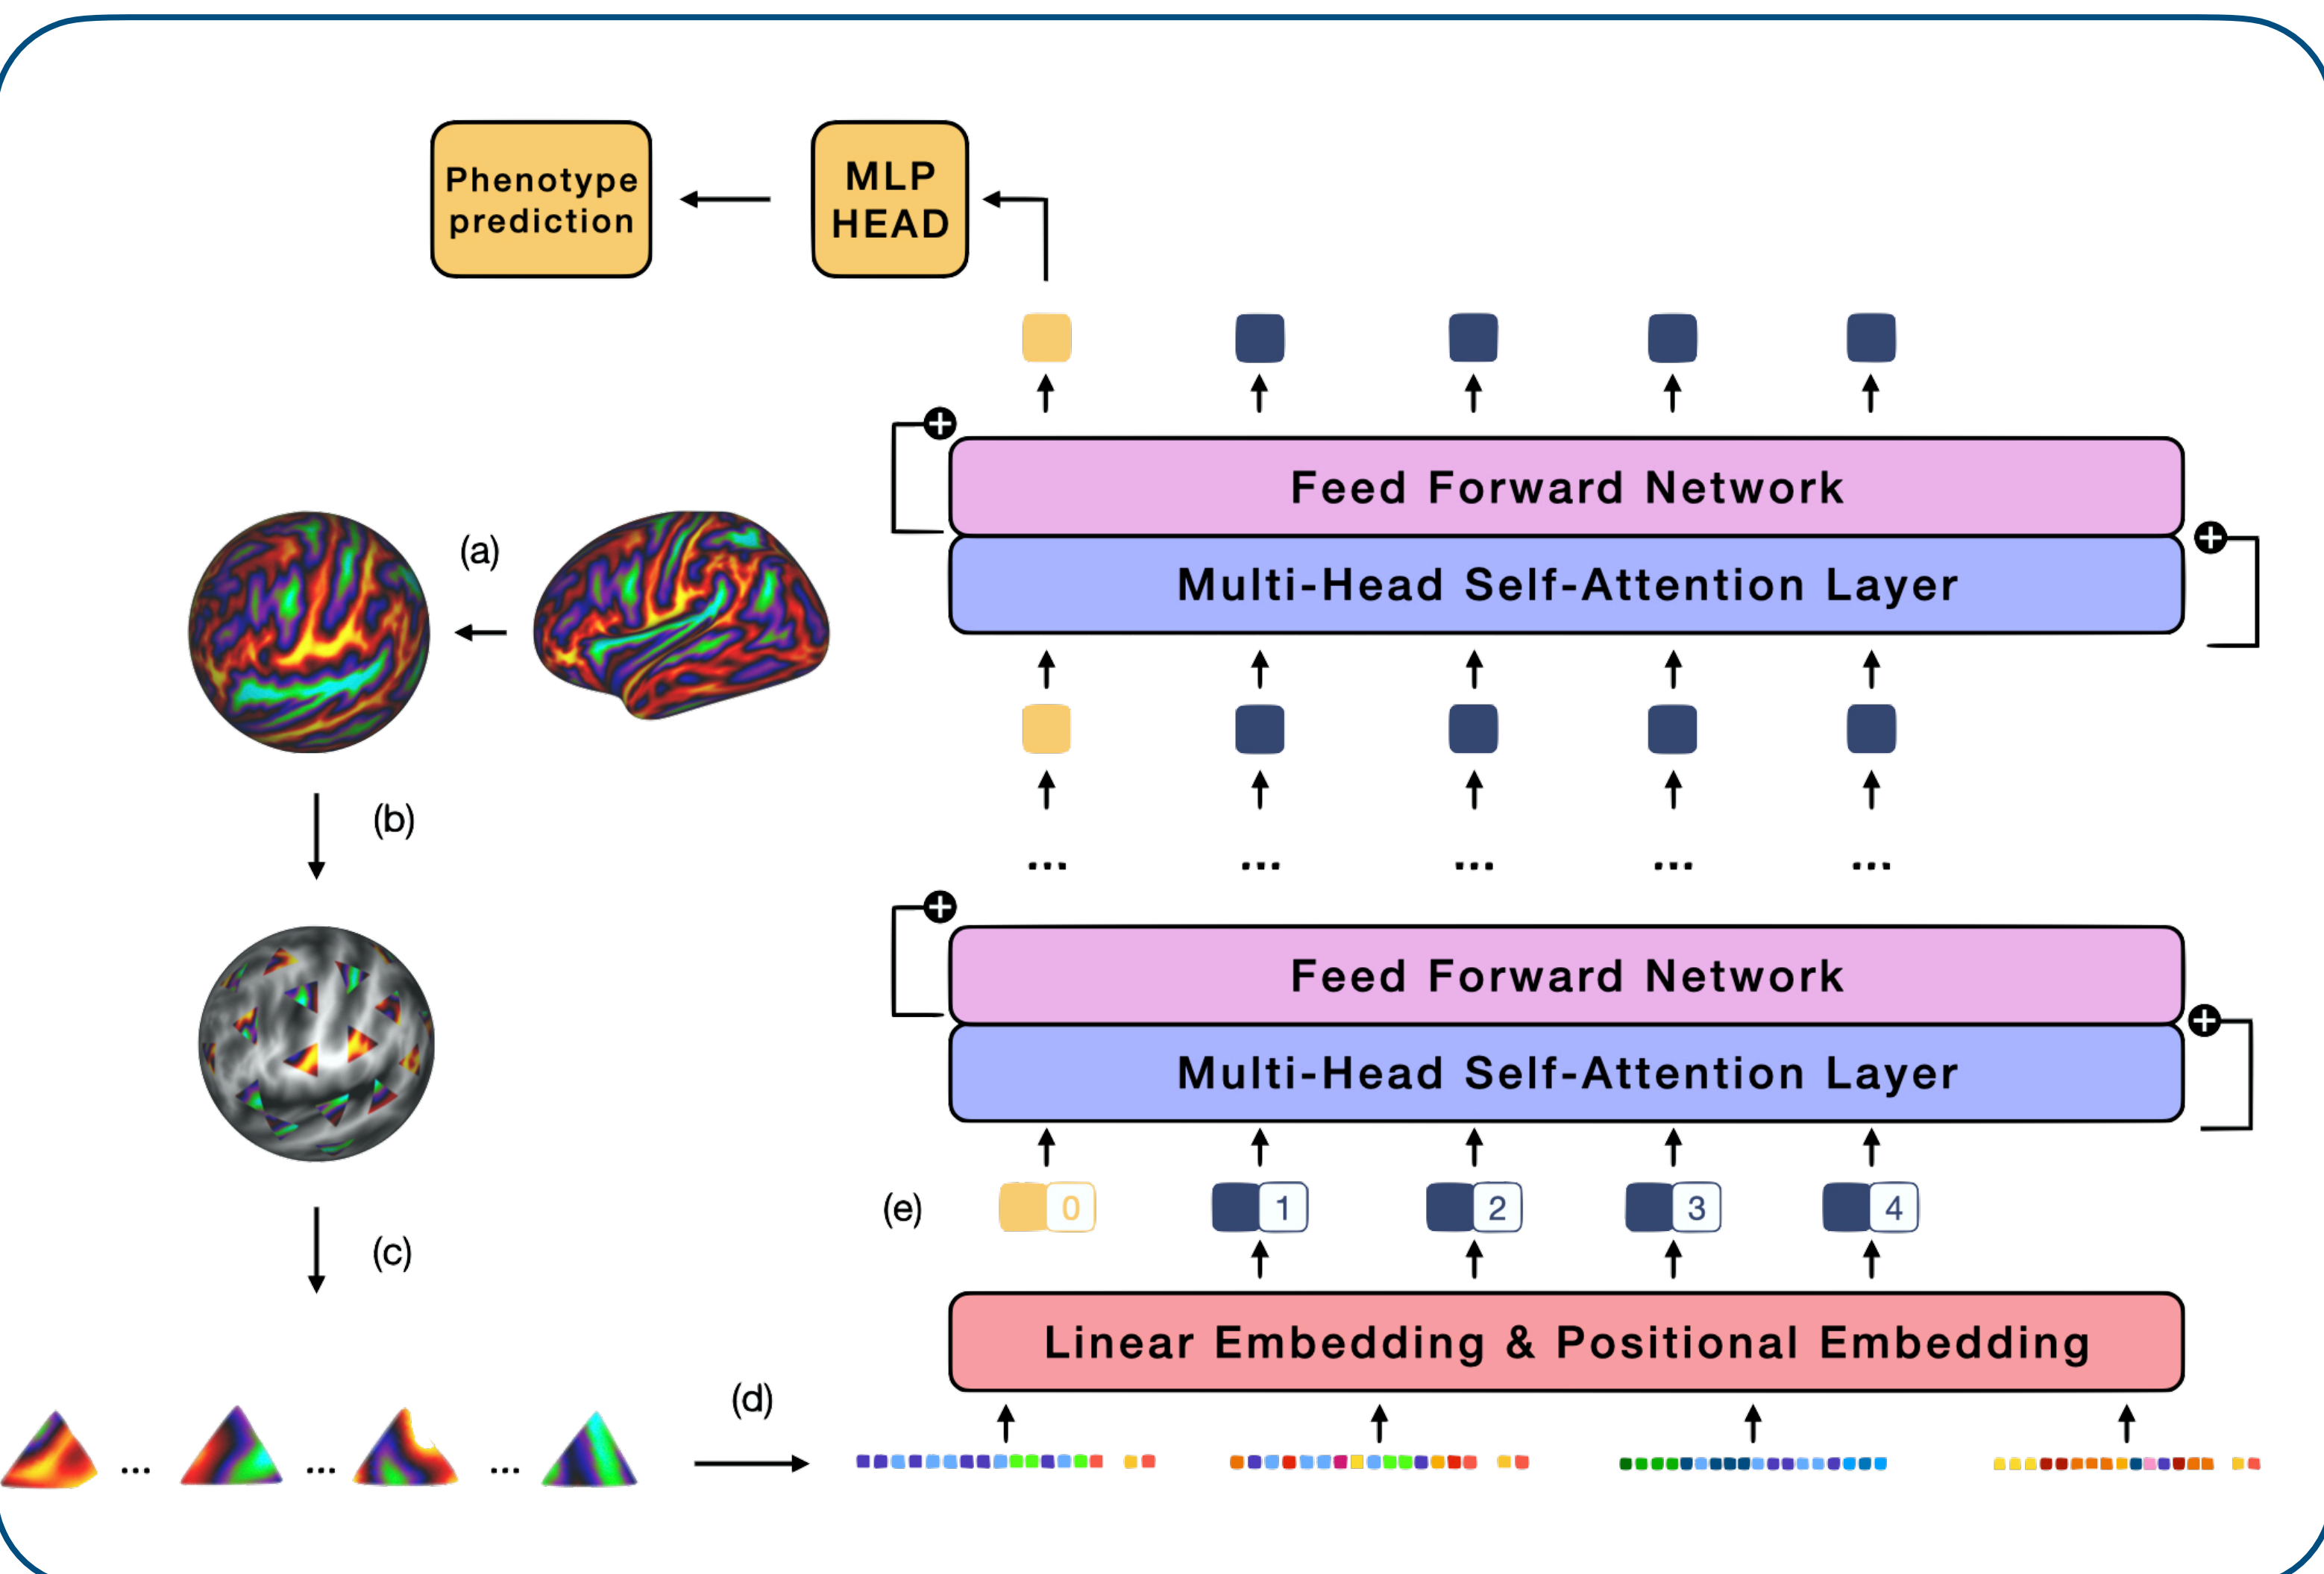 Phenotype
prediction
MLP
HEAD
Feed Forward Network
(a)
Multi-Head Self-Attention Layer
(b)
...
...
...
...
...
Feed Forward Network
Multi-Head Self-Attention Layer
(e)
0
1
2
3
4
(c)
Linear Embedding & Positional Embedding
(d)
...
...
...